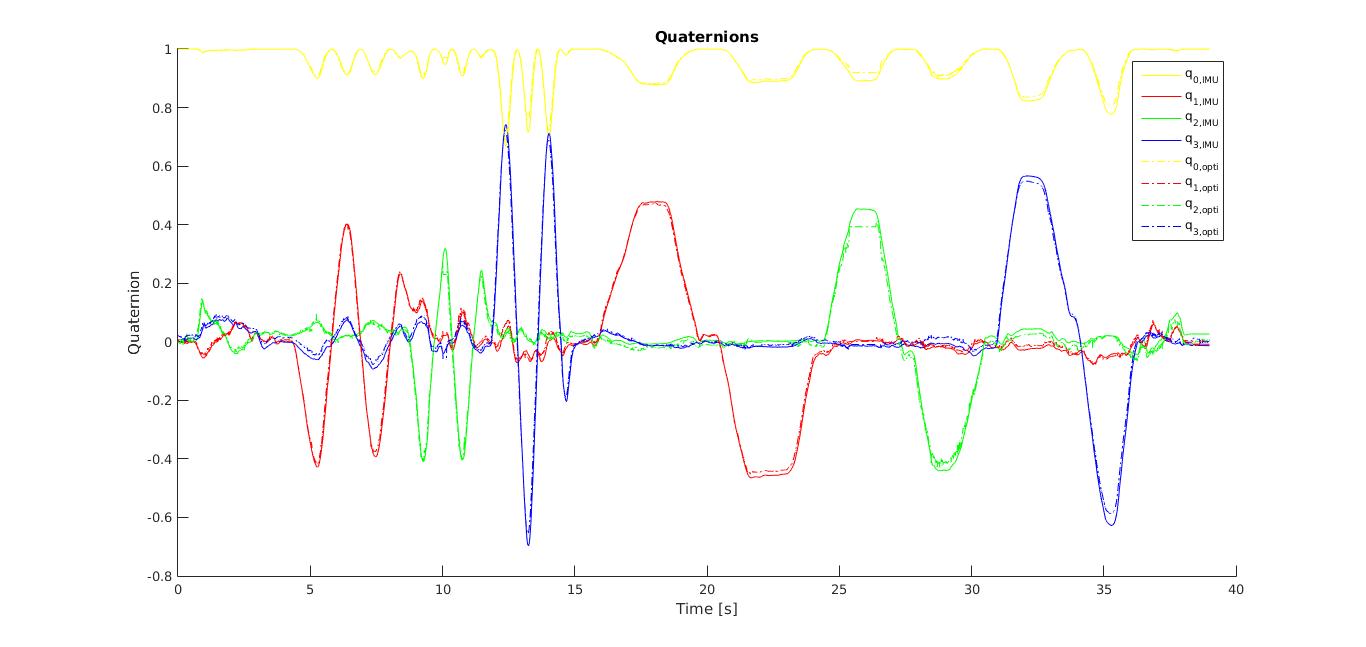 Quaternions
1
0.8
0.6
0.4
0.2
0
-0.2
-0.4
-0.6
-0.8
Quaternion
0 5 10 15 20 25 30 35 40
Time [s]
q0,IMU
q1,IMU
q2,IMU
q3,IMU
q0,opti
q1,opti
q2,opti
q3,opti